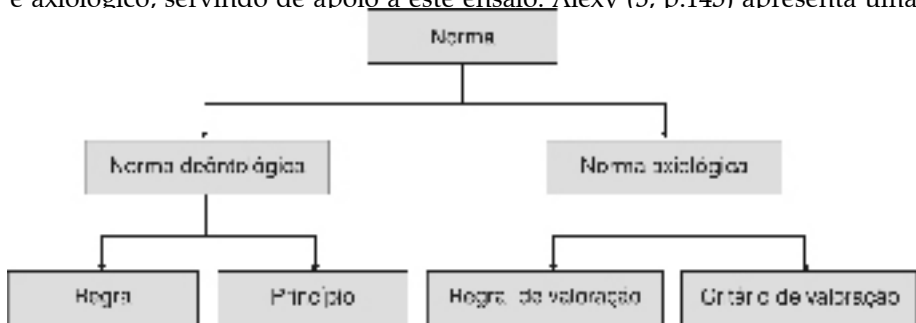 e axiológico, servindo de apoio a este ensaio. Alexy (5, p.145) apresenta uma
Norma
Norma deôntológica
Norma axiológica
Regra
Princípio
Regra de valoração
Critério de valoração